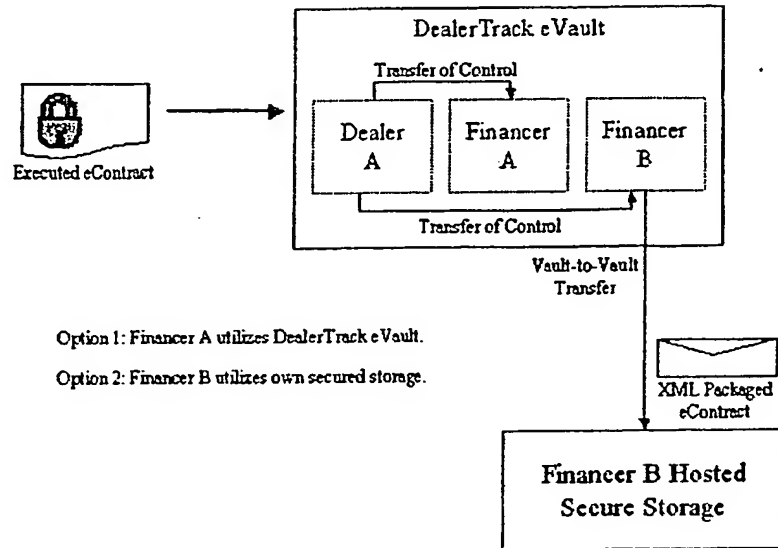 DealerTrack eVault
Transfer of Control
Dealer
A
Financer
A
Financer
B
Executed eContract
Transfer of Control
Vault-to-Vault
Transfer
Option 1: Financer A utilizes DealerTrack eVault.
Option 2: Financer B utilizes own secured storage.
XML Packaged
eContract
Financer B Hosted
Secure Storage